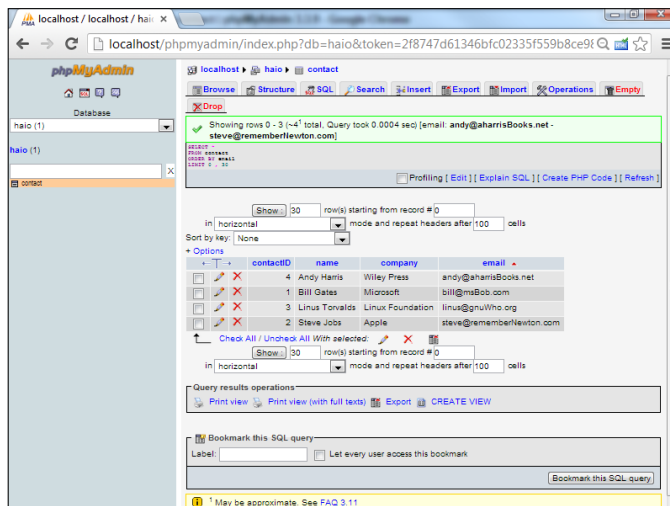 localhost / localhost / haio
localhost/phpmyadmin/index.php?db=haio&token=2f8747d61346bfc02335f559b8ce98
phpMyAdmin
Database
haio (1)
haio (1)
X
contact
localhost ▸ haio ▸ contact
Browse Structure SQL Search Insert Export Import Operations Empty
Drop
Showing rows 0 - 3 (~4¹ total, Query took 0.0004 sec) [email: andy@aharrisBooks.net -
steve@rememberNewton.com]
SELECT *
FROM contact
ORDER BY email
LIMIT 0 , 30
Profiling [ Edit ] [ Explain SQL ] [ Create PHP Code ] [ Refresh ]
Show : 30 row(s) starting from record # 0
in horizontal mode and repeat headers after 100 cells
Sort by key: None
+ Options
←T→ contactID name company email
4 Andy Harris Wiley Press andy@aharrisBooks.net
1 Bill Gates Microsoft bill@msBob.com
3 Linus Torvalds Linux Foundation linus@gnuWho.org
2 Steve Jobs Apple steve@rememberNewton.com
Check All / Uncheck All With selected:
Show : 30 row(s) starting from record # 0
in horizontal mode and repeat headers after 100 cells
Query results operations
Print view Print view (with full texts) Export CREATE VIEW
Bookmark this SQL query
Label: Let every user access this bookmark
Bookmark this SQL query
¹ May be approximate. See FAQ 3.11